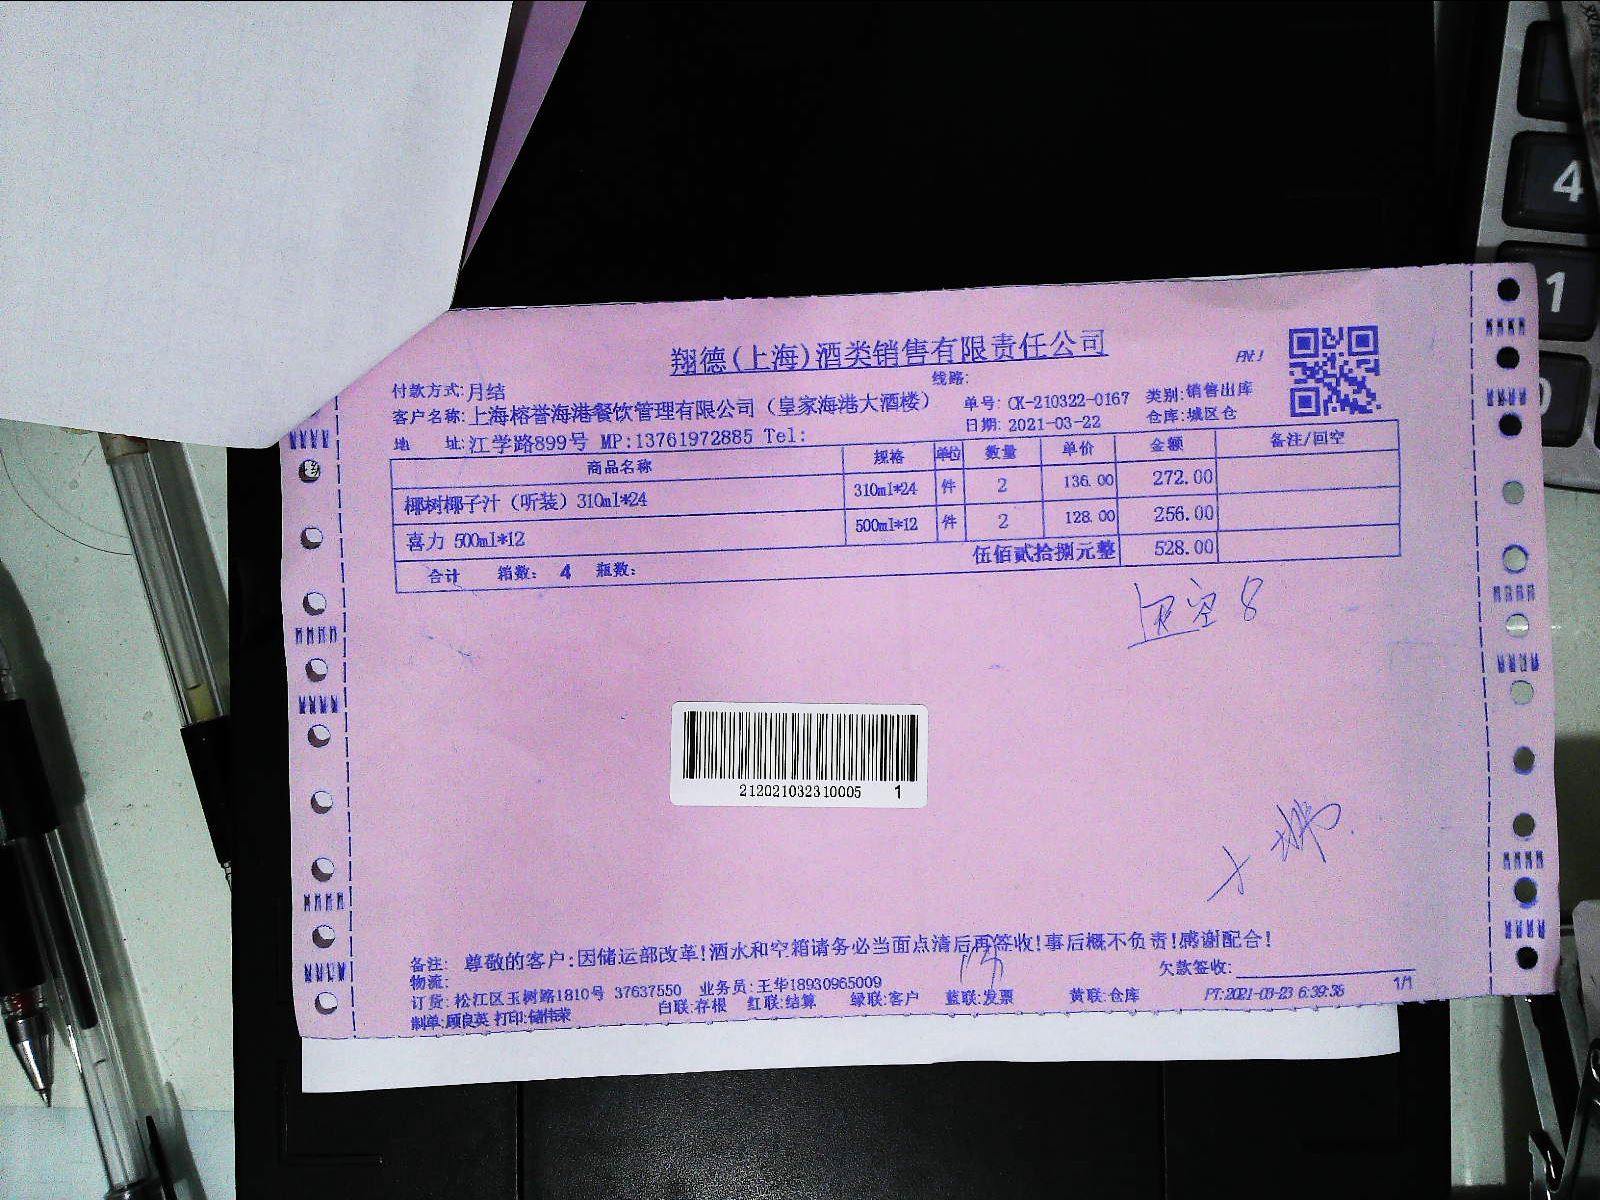 翔德(上海)酒类销售有限责任公司
PN:1
付款方式:月结
线路:
客户名称:上海榕誉海港餐饮管理有限公司（皇家海港大酒楼）
单号: CK-210322-0167 类别:销售出库
地 址:江学路899号 MP:13761972885 Tel:
日期: 2021-03-22 仓库:城区仓
商品名称 规格 单位 数量 单价 金额 备注/回空
椰树椰子汁（听装）310ml*24 310ml*24 件 2 136.00 272.00
喜力 500ml*12 500ml*12 件 2 128.00 256.00
合计 箱数: 4 瓶数: 伍佰贰拾捌元整 528.00
空 8
212021032310005 1
备注: 尊敬的客户:因储运部改革!酒水和空箱请务必当面点清后再签收!事后概不负责!感谢配合!
物流:
欠款签收:
订货: 松江区玉树路1810号 37637550 业务员:王华18930965009
制单:顾良英 打印:储伟荣 白联:存根 红联:结算 绿联:客户 蓝联:发票 黄联:仓库 PT:2021-03-23 6:39:36 1/1
4
1
0